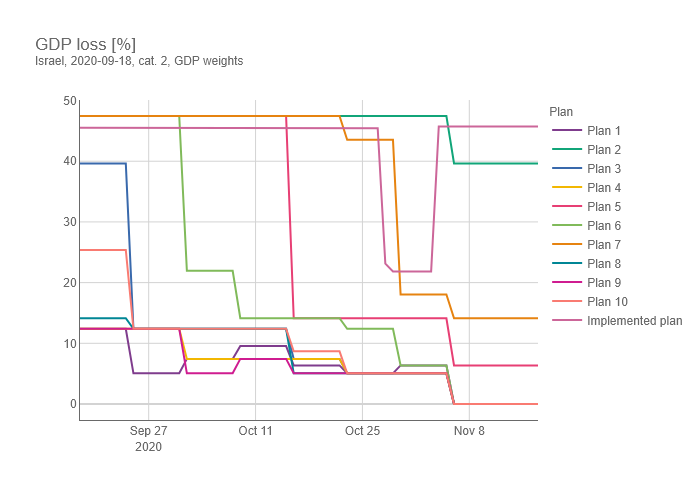 GDP loss [%]
Israel, 2020-09-18, cat. 2, GDP weights
50
40
30
20
10
0
Sep 27
2020
Oct 11
Oct 25
Nov 8
Plan
Plan 1
Plan 2
Plan 3
Plan 4
Plan 5
Plan 6
Plan 7
Plan 8
Plan 9
Plan 10
Implemented plan